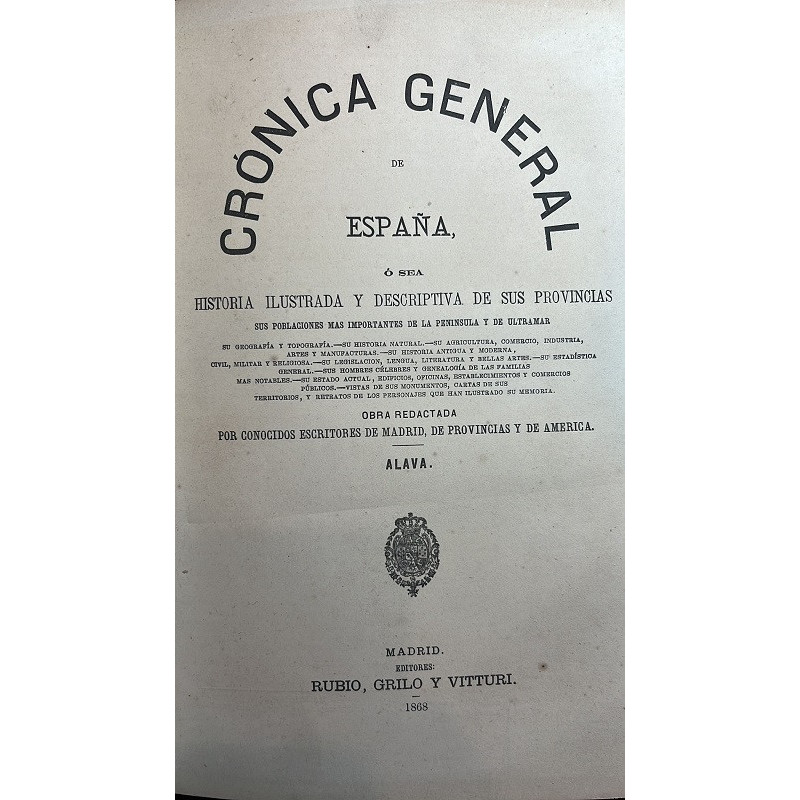 CRÓNICA GENERAL
DE
ESPAÑA,
Ó SEA
HISTORIA ILUSTRADA Y DESCRIPTIVA DE SUS PROVINCIAS
SUS POBLACIONES MAS IMPORTANTES DE LA PENINSULA Y DE ULTRAMAR
SU GEOGRAFÍA Y TOPOGRAFÍA.—SU HISTORIA NATURAL.—SU AGRICULTURA, COMERCIO, INDUSTRIA,
ARTES Y MANUFACTURAS.—SU HISTORIA ANTIGUA Y MODERNA,
CIVIL, MILITAR Y RELIGIOSA.—SU LEGISLACION, LENGUA, LITERATURA Y BELLAS ARTES.—SU ESTADÍSTICA
GENERAL.—SUS HOMBRES CÉLEBRES Y GENEALOGÍA DE LAS FAMILIAS
MAS NOTABLES.—SU ESTADO ACTUAL, EDIFICIOS, OFICINAS, ESTABLECIMIENTOS Y COMERCIOS
PÚBLICOS.—VISTAS DE SUS MONUMENTOS, CARTAS DE SUS
TERRITORIOS, Y RETRATOS DE LOS PERSONAJES QUE HAN ILUSTRADO SU MEMORIA.
OBRA REDACTADA
POR CONOCIDOS ESCRITORES DE MADRID, DE PROVINCIAS Y DE AMERICA.
ALAVA.
MADRID.
EDITORES:
RUBIO, GRILO Y VITTURI.
1868